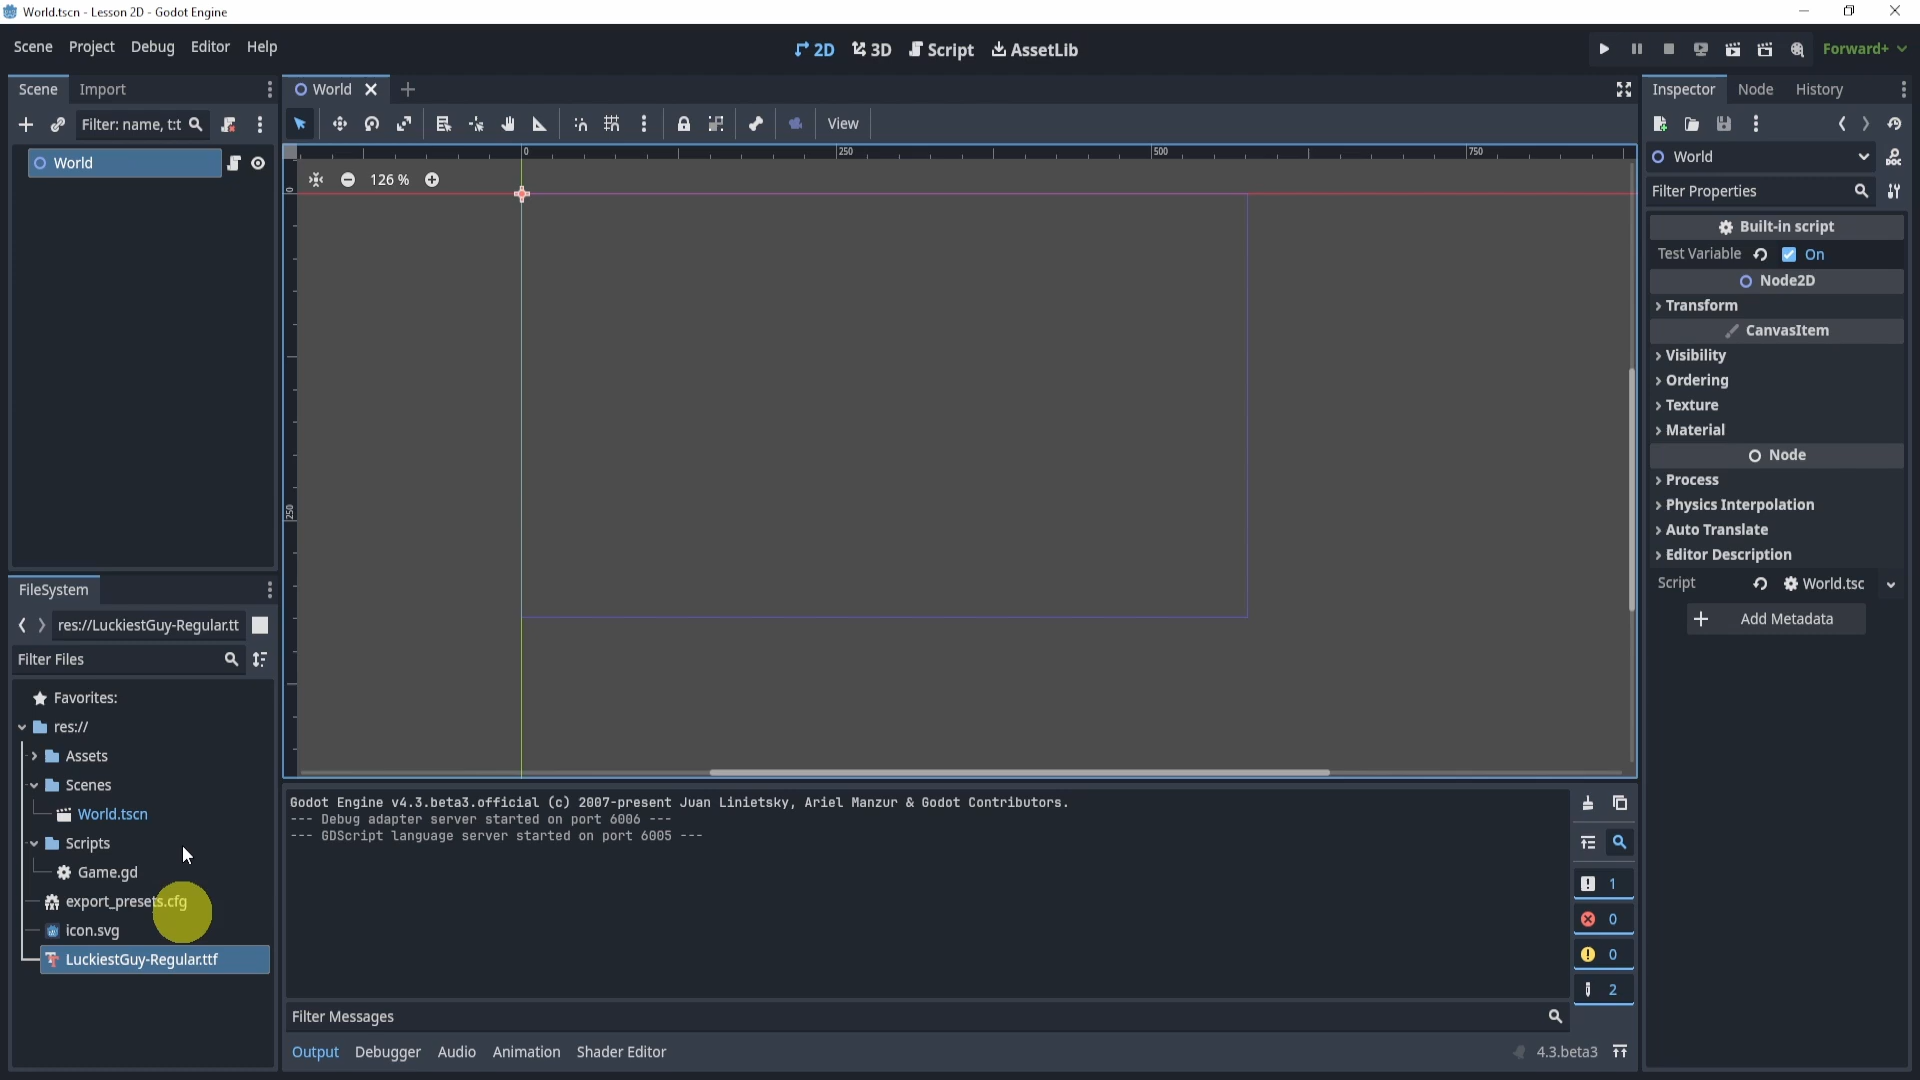 World.tscn - Lesson 2D - Godot Engine
Scene Project Debug Editor Help
2D 3D Script AssetLib
Forward+
Scene Import
World
Inspector Node History
Filter: name, t:t
View
World
World
0 250 500 750
126 %
0
250
Filter Properties
Built-in script
Test Variable On
Node2D
Transform
CanvasItem
Visibility
Ordering
Texture
Material
Node
Process
Physics Interpolation
Auto Translate
Editor Description
Script World.tsc
Add Metadata
FileSystem
res://LuckiestGuy-Regular.tt
Filter Files
Favorites:
res://
Assets
Scenes
World.tscn
Scripts
Game.gd
export_presets.cfg
icon.svg
LuckiestGuy-Regular.ttf
Godot Engine v4.3.beta3.official (c) 2007-present Juan Linietsky, Ariel Manzur & Godot Contributors.
--- Debug adapter server started on port 6006 ---
--- GDScript language server started on port 6005 ---
1
0
0
2
Filter Messages
Output Debugger Audio Animation Shader Editor
4.3.beta3